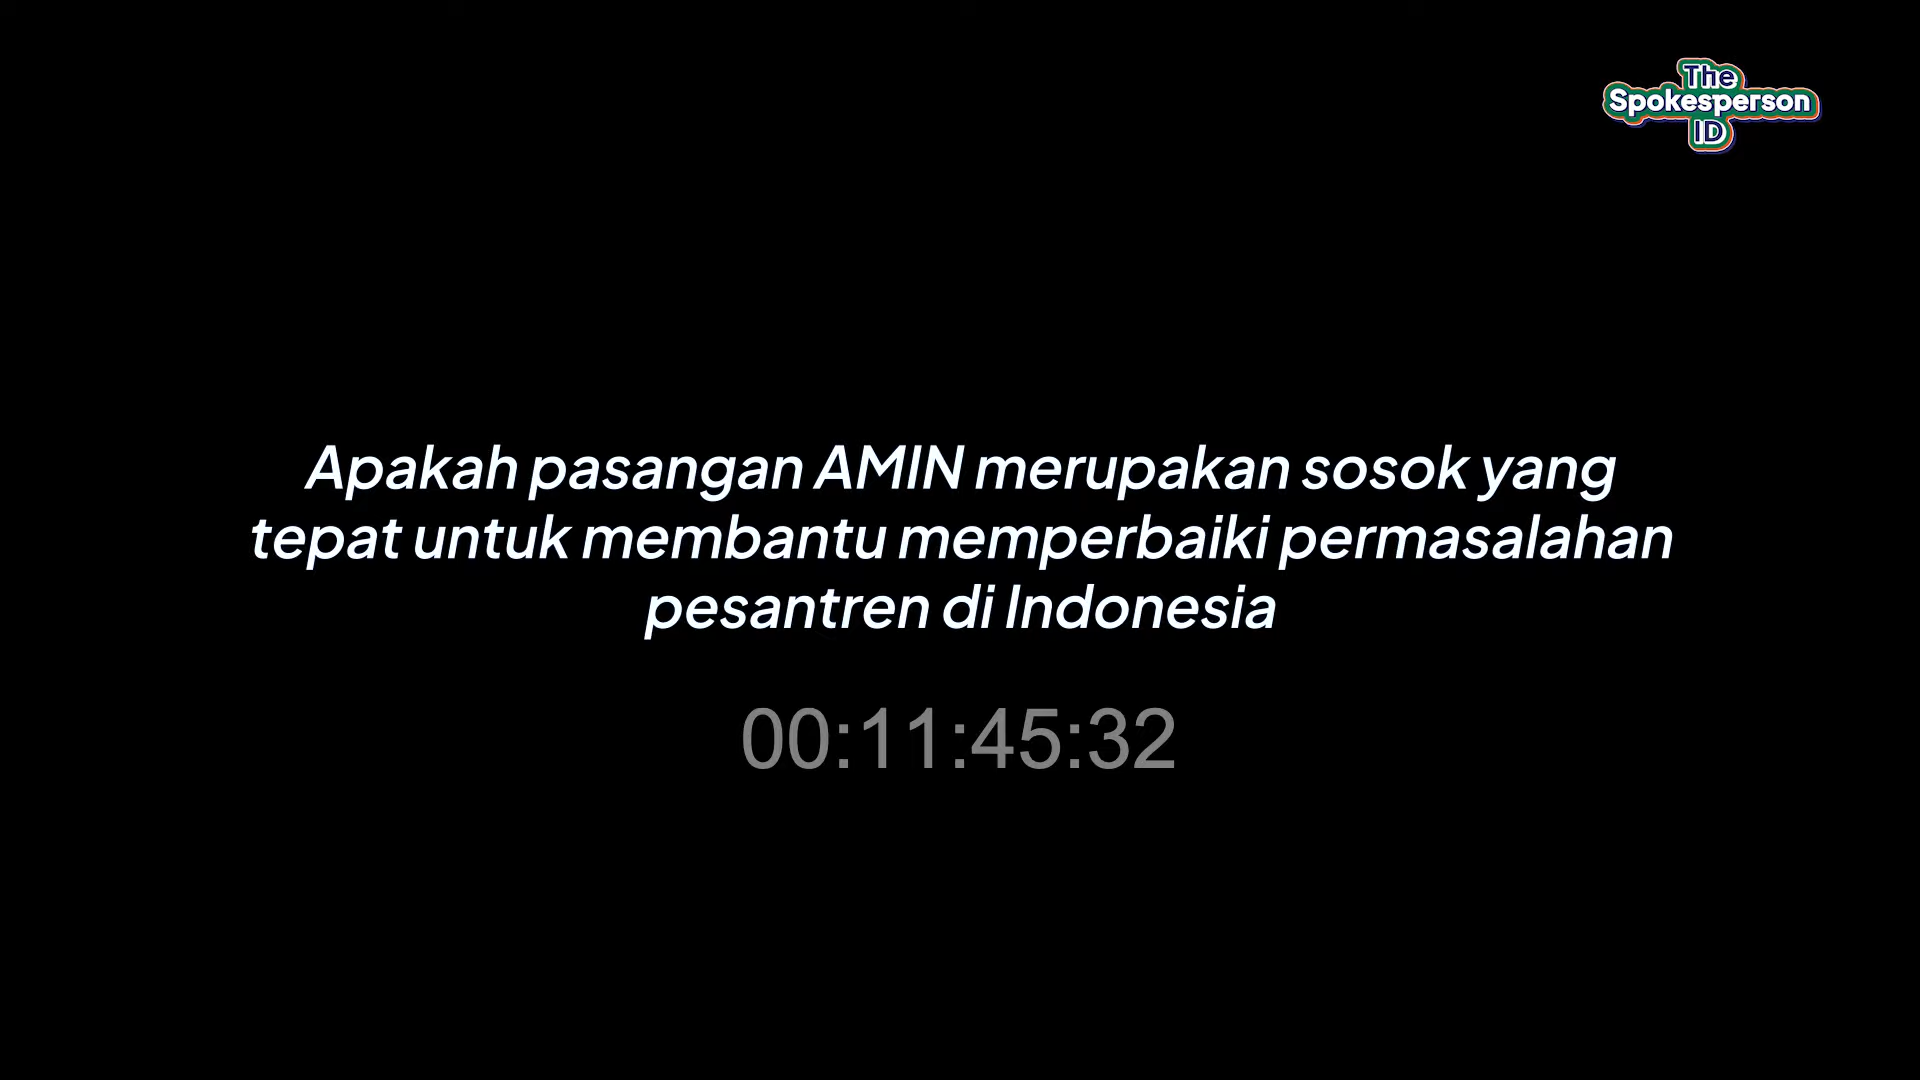 The
Spokesperson
ID
Apakah pasangan AMIN merupakan sosok yang
tepat untuk membantu memperbaiki permasalahan
pesantren di Indonesia
00:11:45:32